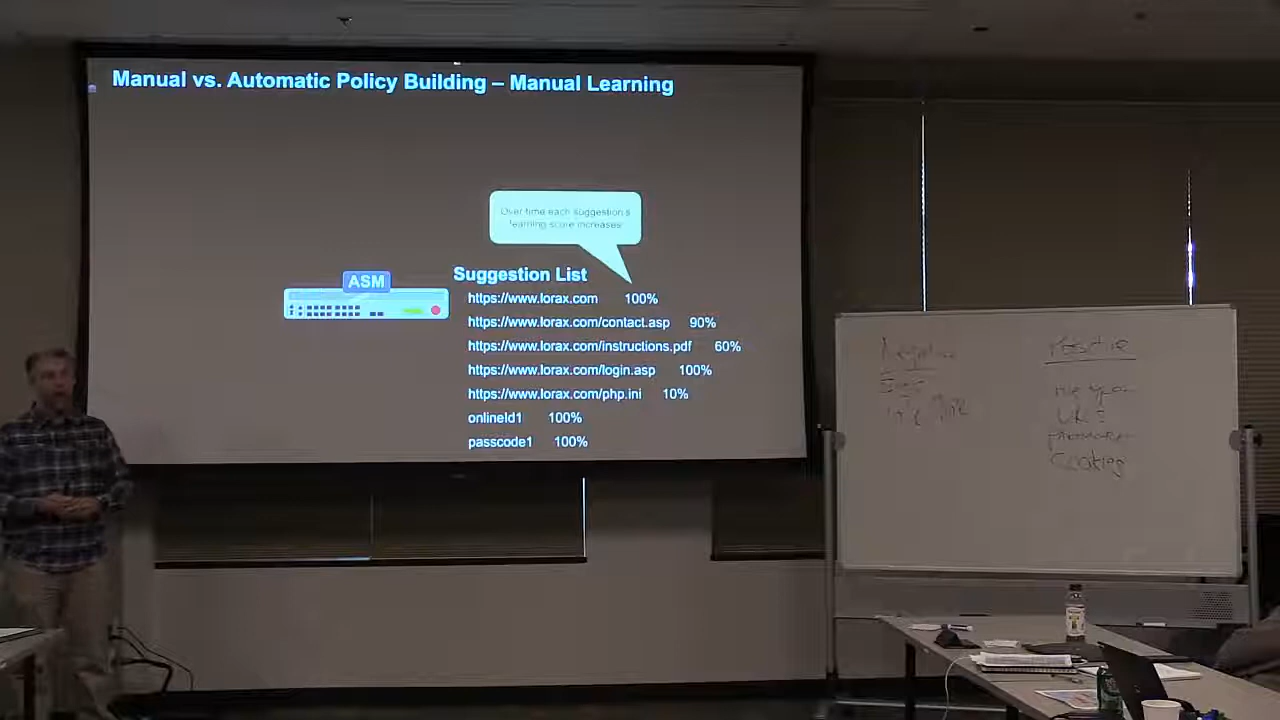 Manual vs. Automatic Policy Building – Manual Learning
Over time each suggestion's
learning score increases
ASM
Suggestion List
https://www.lorax.com 100%
https://www.lorax.com/contact.asp 90%
https://www.lorax.com/instructions.pdf 60%
https://www.lorax.com/login.asp 100%
https://www.lorax.com/php.ini 10%
onlineId1 100%
passcode1 100%
Negative
Positive
Cookies